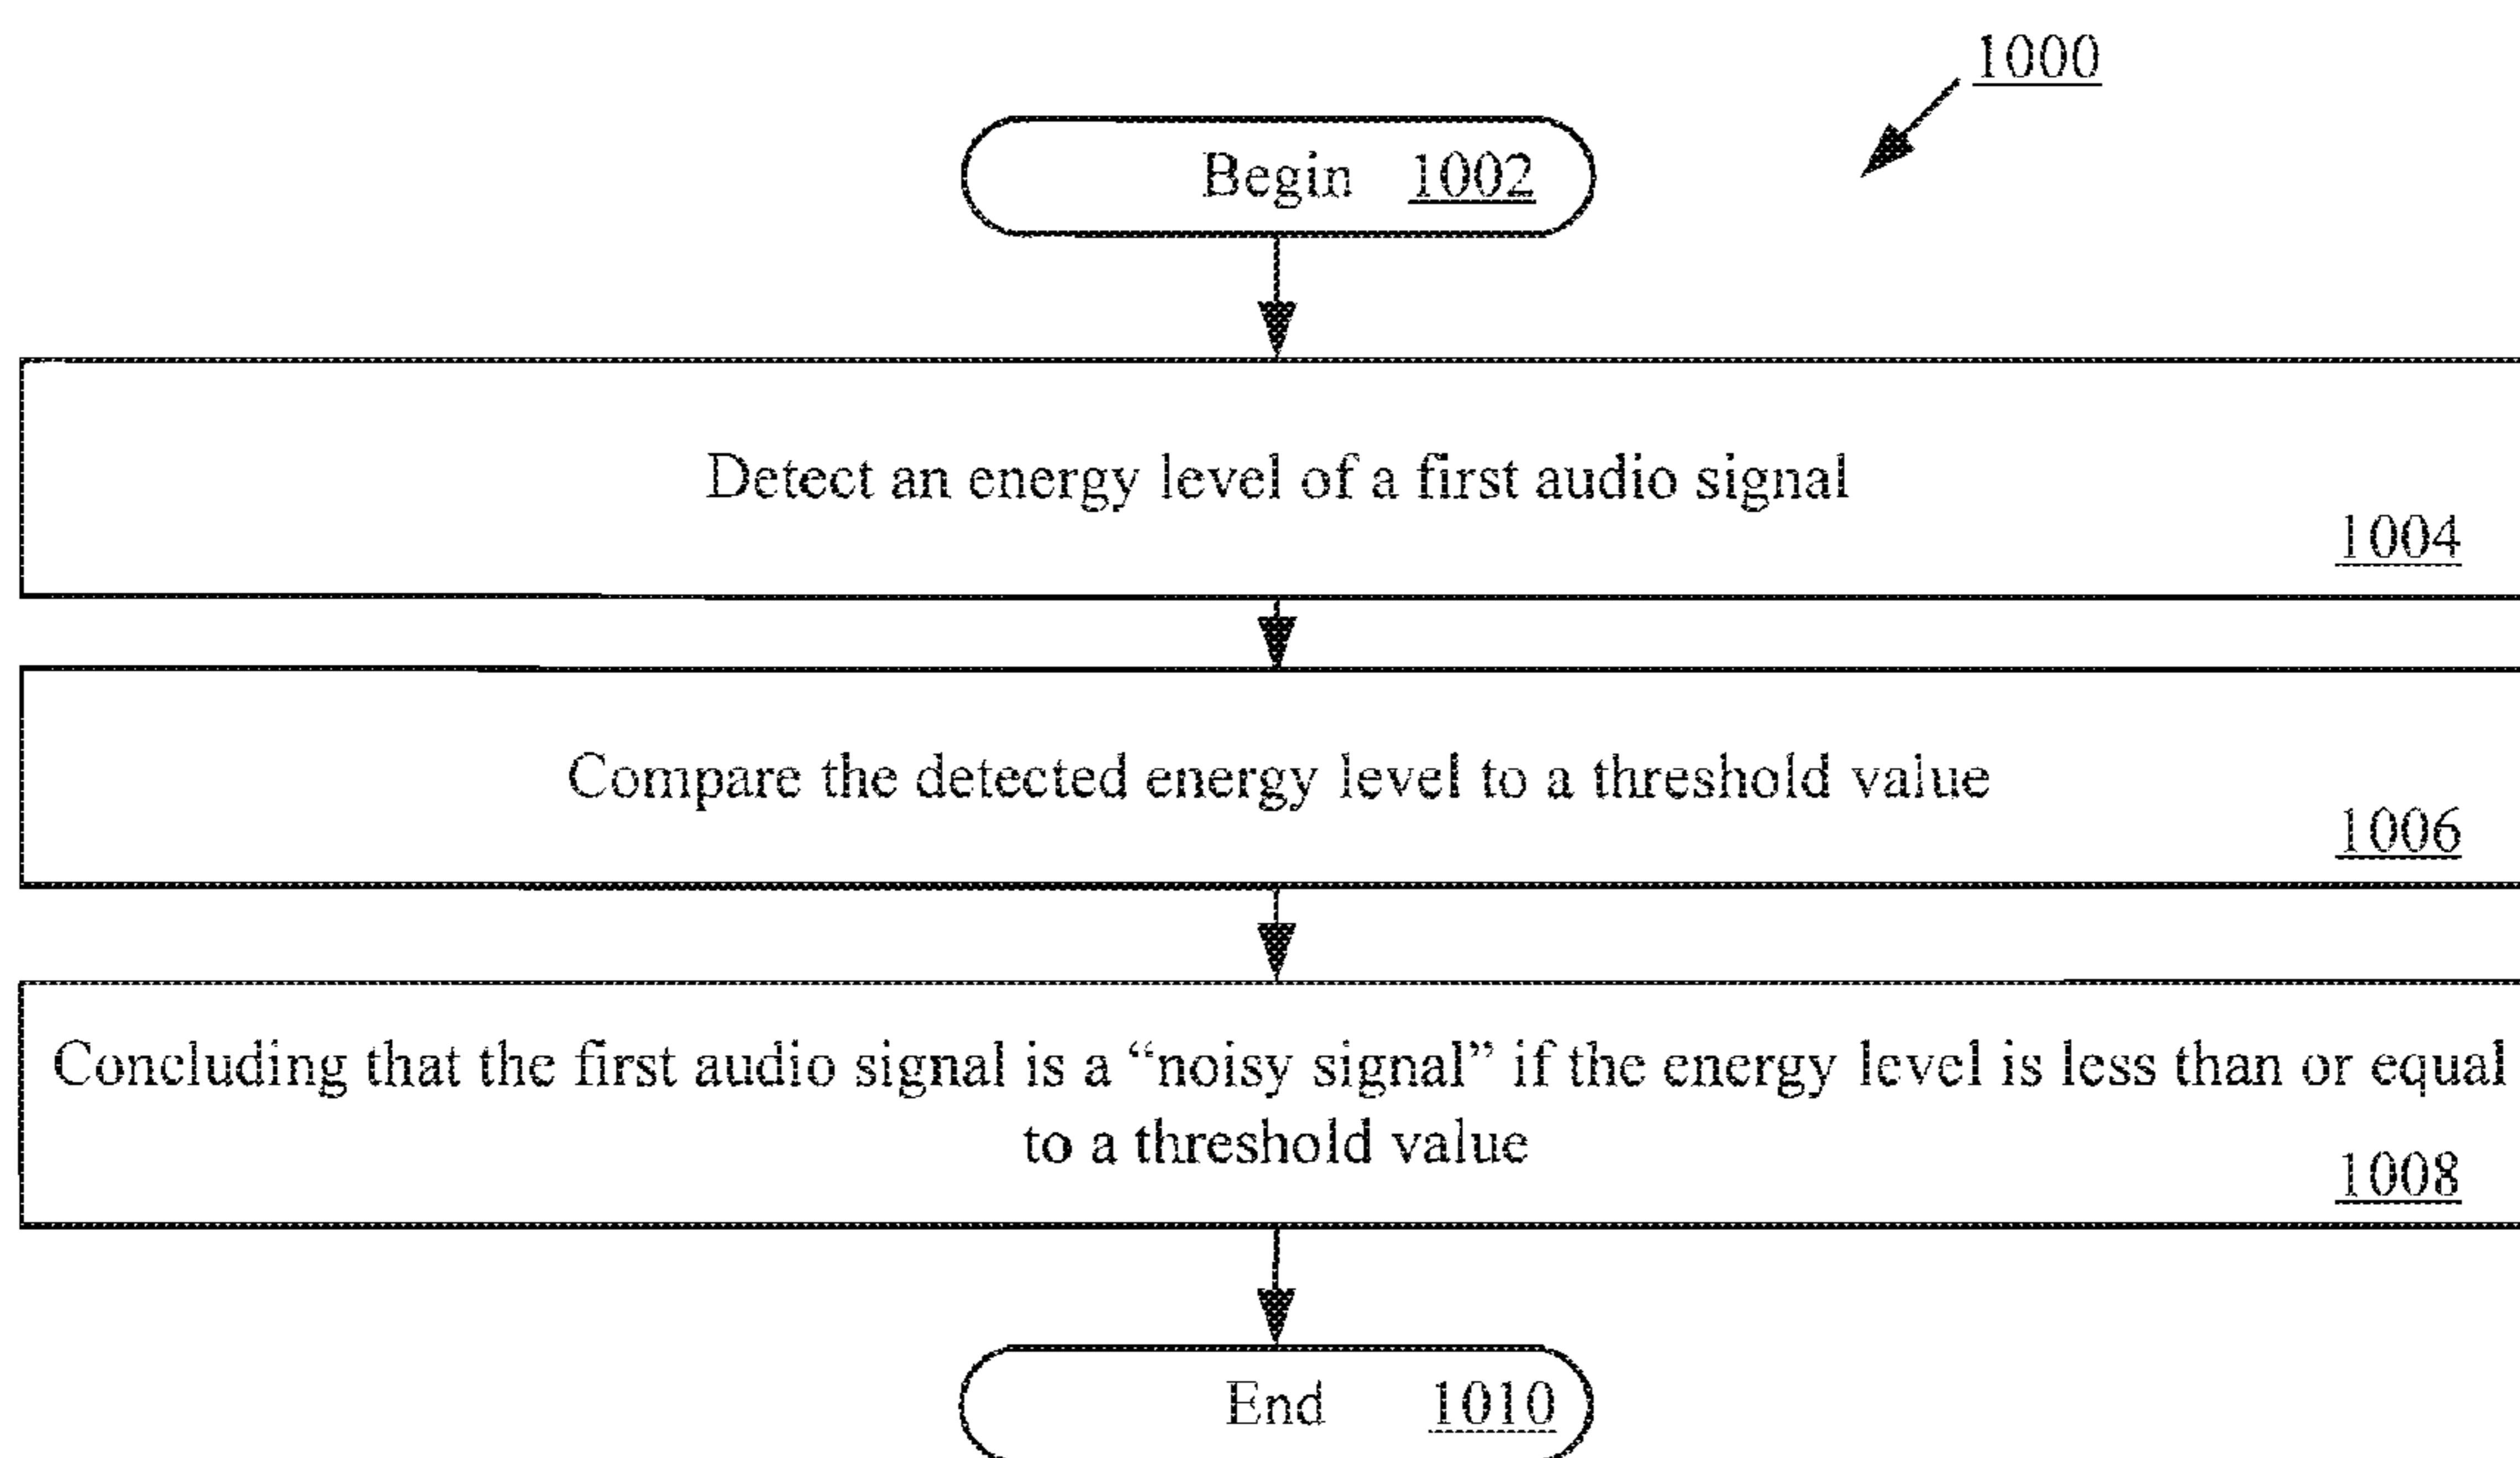 1000
Begin 1002
Detect an energy level of a first audio signal
1004
Compare the detected energy level to a threshold value
1006
Concluding that the first audio signal is a “noisy signal” if the energy level is less than or equal
to a threshold value
1008
End 1010